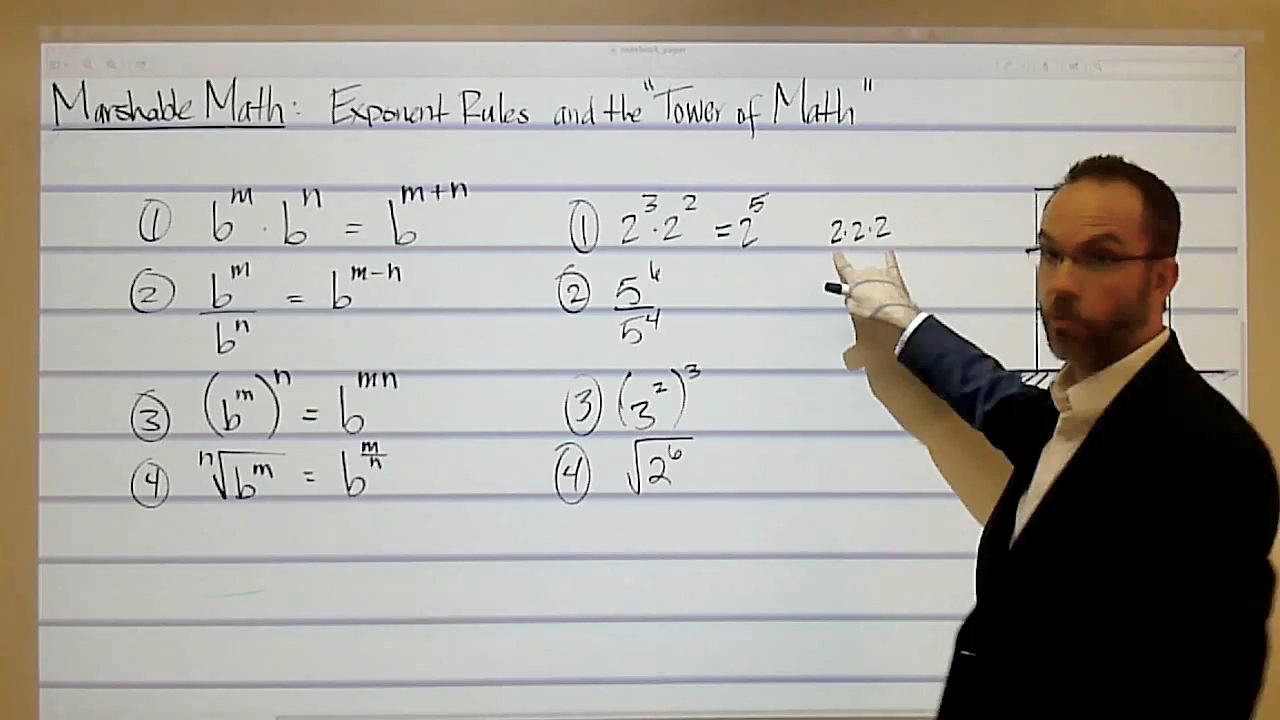 notebook_paper
Marshable Math: Exponent Rules and the "Tower of Math"
① b^m · b^n = b^{m+n} ① 2^3 · 2^2 = 2^5 2·2·2
② b^m / b^n = b^{m-n} ② 5^6 / 5^4
③ (b^m)^n = b^{mn} ③ (3^2)^3
④ ⁿ√(b^m) = b^{m/n} ④ √(2^6)